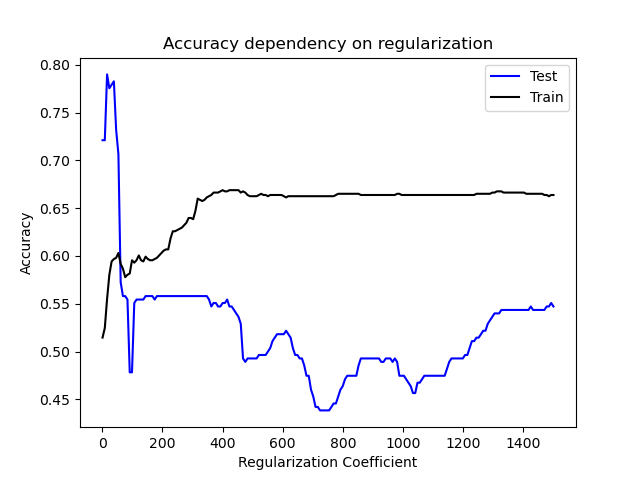 Accuracy dependency on regularization
Test
Train
Accuracy
0.80
0.75
0.70
0.65
0.60
0.55
0.50
0.45
0 200 400 600 800 1000 1200 1400
Regularization Coefficient